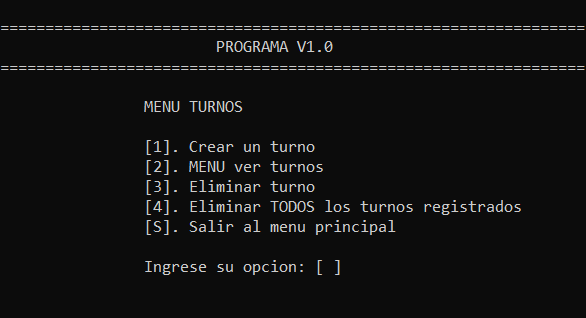 =================================================================
PROGRAMA V1.0
=================================================================
MENU TURNOS
[1]. Crear un turno
[2]. MENU ver turnos
[3]. Eliminar turno
[4]. Eliminar TODOS los turnos registrados
[S]. Salir al menu principal
Ingrese su opcion: [ ]